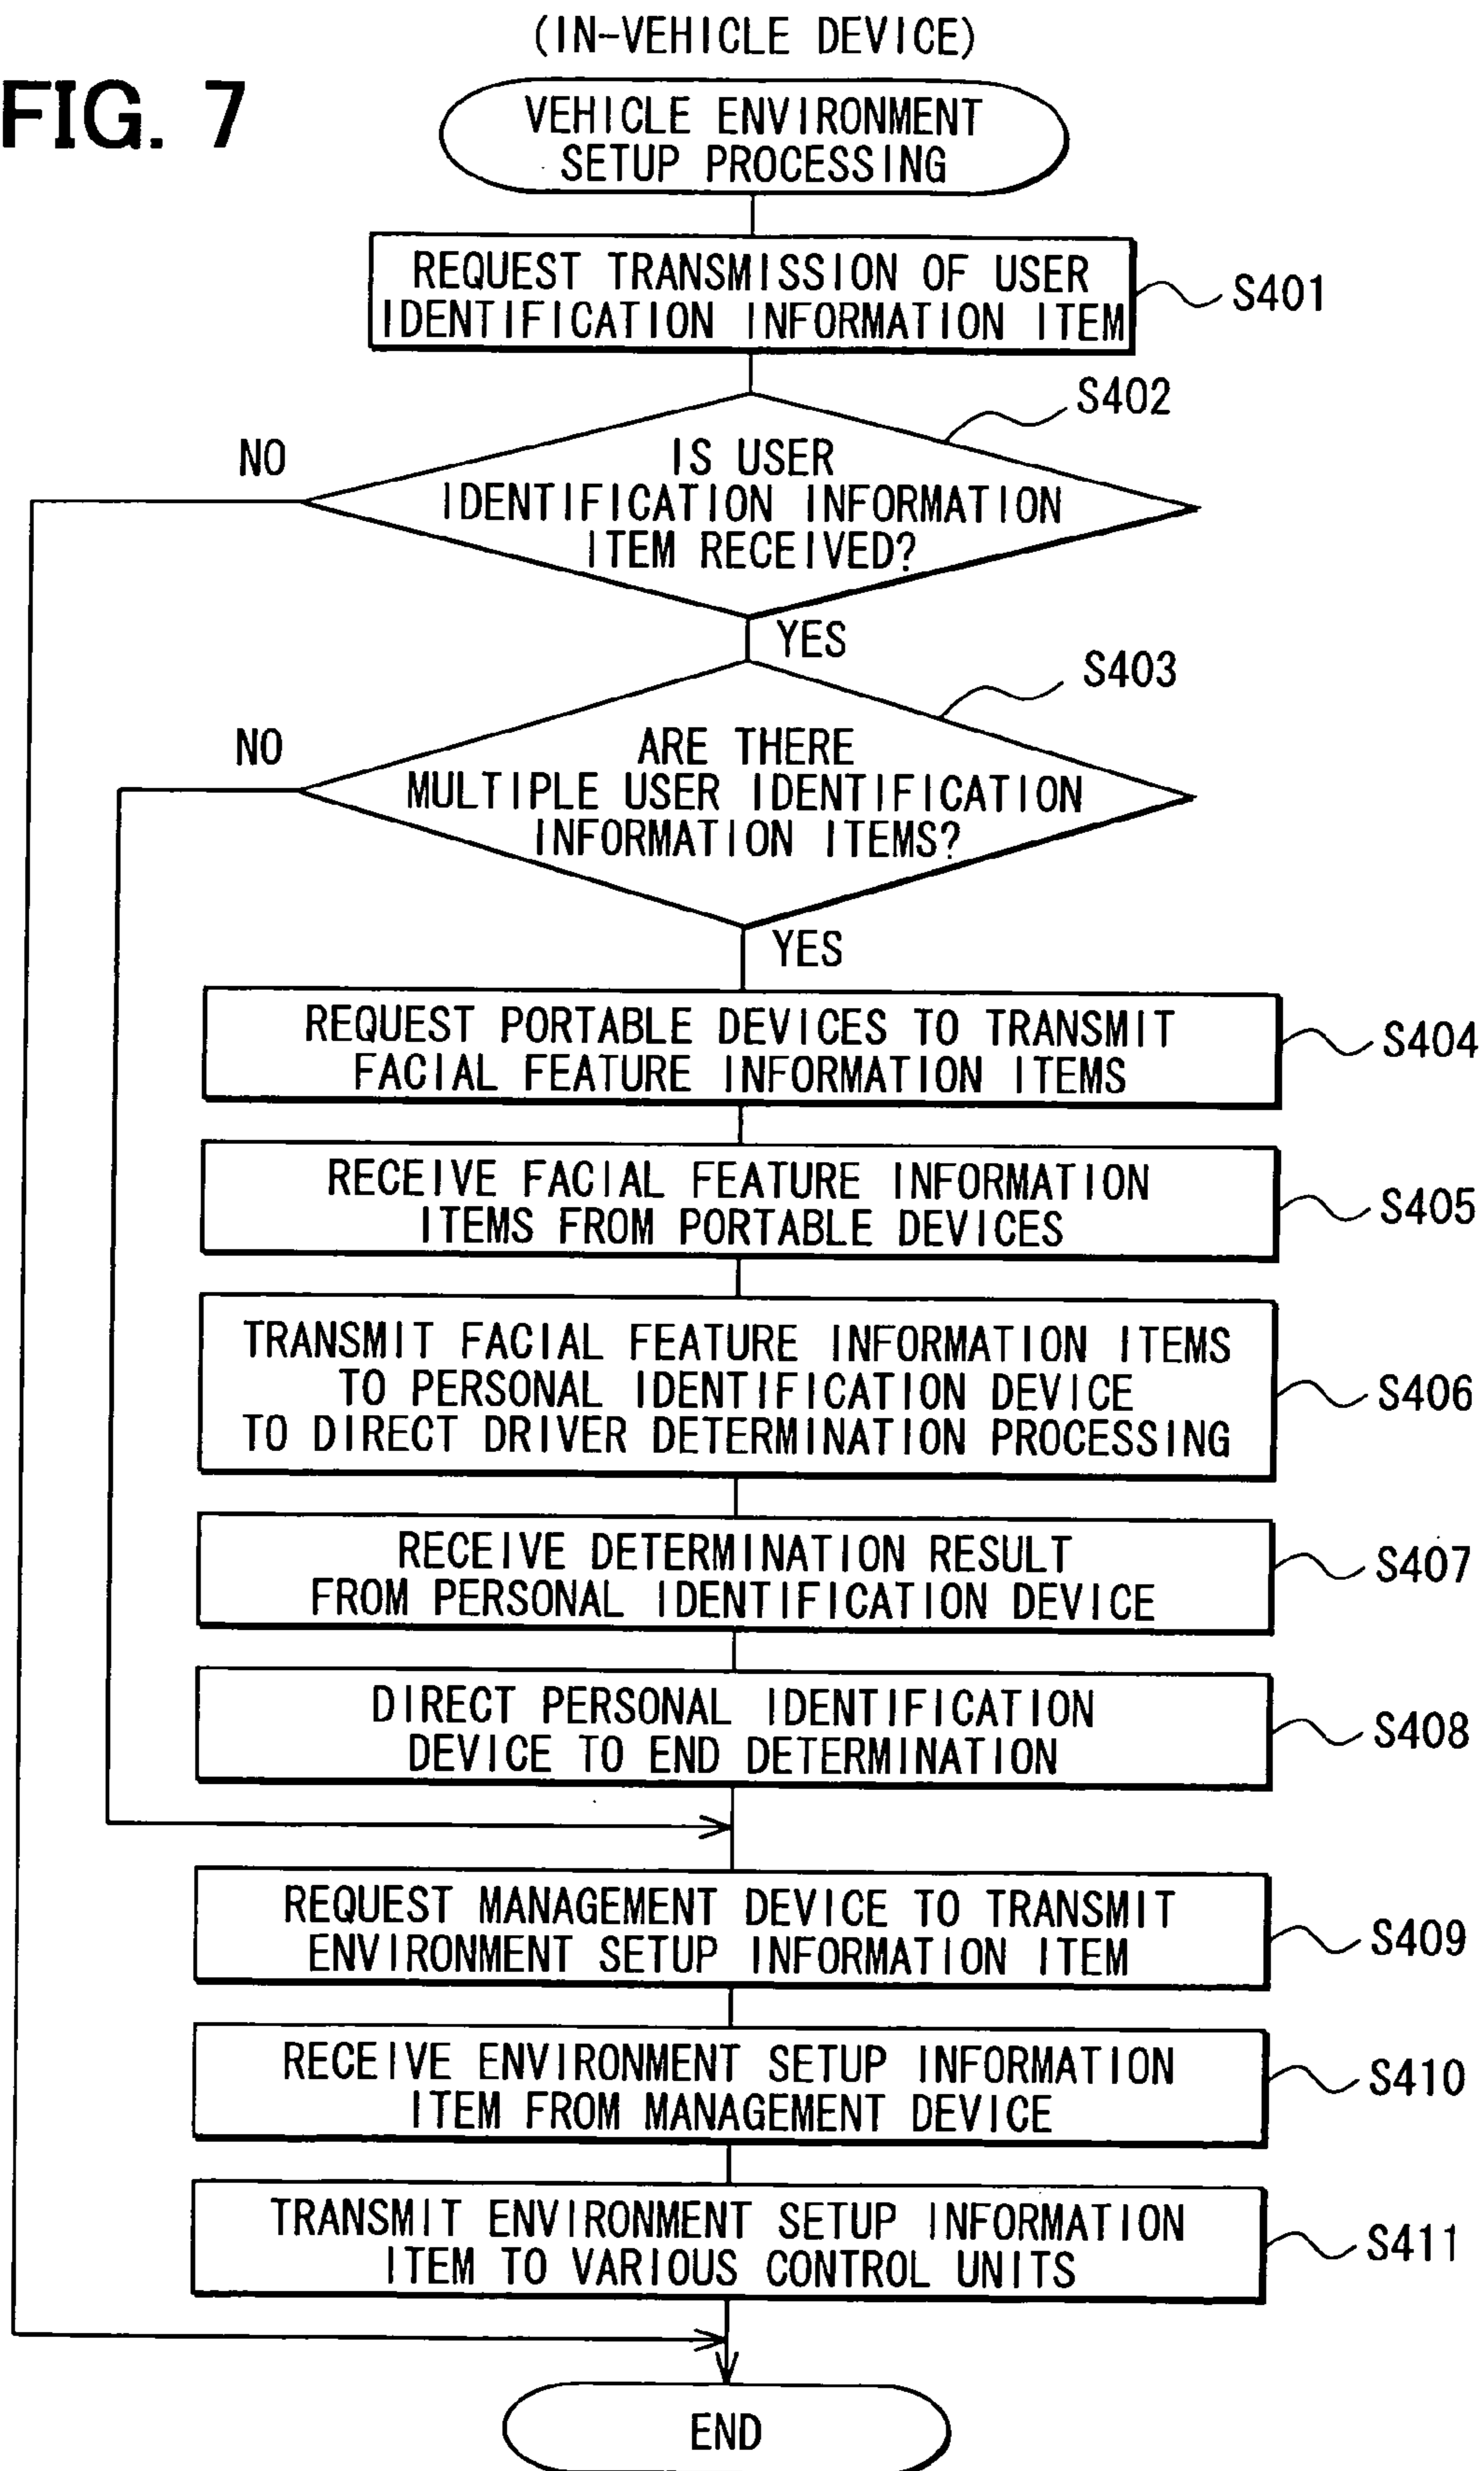 (IN-VEHICLE DEVICE)
FIG. 7
VEHICLE ENVIRONMENT
SETUP PROCESSING
REQUEST TRANSMISSION OF USER
IDENTIFICATION INFORMATION ITEM
S401
S402
NO
IS USER
IDENTIFICATION INFORMATION
ITEM RECEIVED?
YES
S403
NO
ARE THERE
MULTIPLE USER IDENTIFICATION
INFORMATION ITEMS?
YES
REQUEST PORTABLE DEVICES TO TRANSMIT
FACIAL FEATURE INFORMATION ITEMS
S404
RECEIVE FACIAL FEATURE INFORMATION
ITEMS FROM PORTABLE DEVICES
S405
TRANSMIT FACIAL FEATURE INFORMATION ITEMS
TO PERSONAL IDENTIFICATION DEVICE
TO DIRECT DRIVER DETERMINATION PROCESSING
S406
RECEIVE DETERMINATION RESULT
FROM PERSONAL IDENTIFICATION DEVICE
S407
DIRECT PERSONAL IDENTIFICATION
DEVICE TO END DETERMINATION
S408
REQUEST MANAGEMENT DEVICE TO TRANSMIT
ENVIRONMENT SETUP INFORMATION ITEM
S409
RECEIVE ENVIRONMENT SETUP INFORMATION
ITEM FROM MANAGEMENT DEVICE
S410
TRANSMIT ENVIRONMENT SETUP INFORMATION
ITEM TO VARIOUS CONTROL UNITS
S411
END